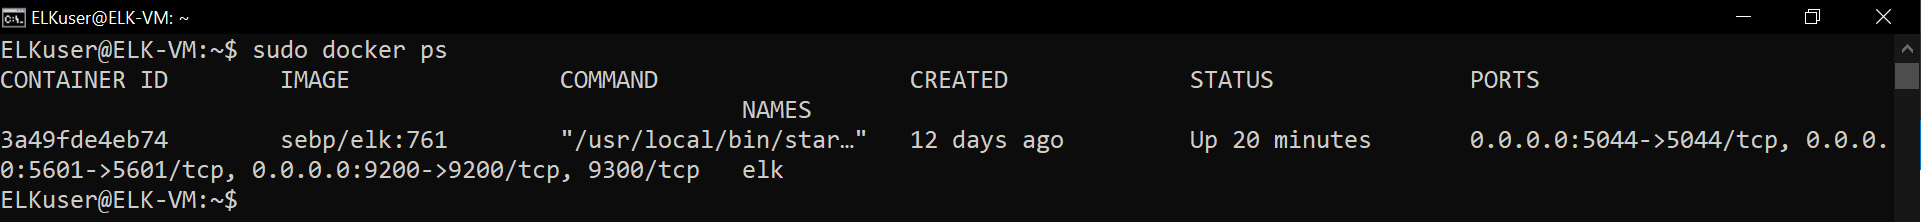 ELKuser@ELK-VM: ~
ELKuser@ELK-VM:~$ sudo docker ps
CONTAINER ID        IMAGE               COMMAND                  CREATED             STATUS              PORTS
                                                     NAMES
3a49fde4eb74        sebp/elk:761        "/usr/local/bin/star…"   12 days ago         Up 20 minutes       0.0.0.0:5044->5044/tcp, 0.0.0.
0:5601->5601/tcp, 0.0.0.0:9200->9200/tcp, 9300/tcp   elk
ELKuser@ELK-VM:~$